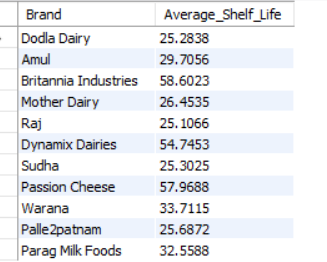 Brand Average_Shelf_Life
Dodla Dairy 25.2838
Amul 29.7056
Britannia Industries 58.6023
Mother Dairy 26.4535
Raj 25.1066
Dynamix Dairies 54.7453
Sudha 25.3025
Passion Cheese 57.9688
Warana 33.7115
Palle2patnam 25.6872
Parag Milk Foods 32.5588